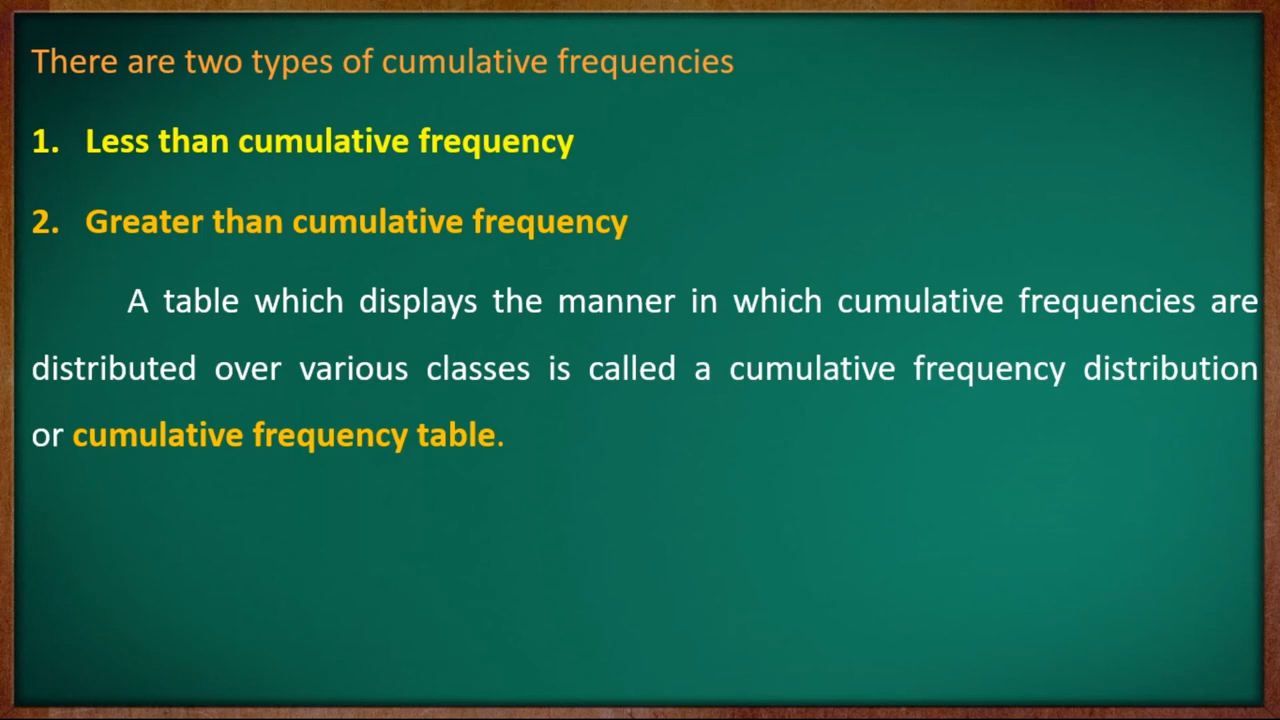 There are two types of cumulative frequencies
1. Less than cumulative frequency
2. Greater than cumulative frequency
A table which displays the manner in which cumulative frequencies are
distributed over various classes is called a cumulative frequency distribution
or cumulative frequency table.